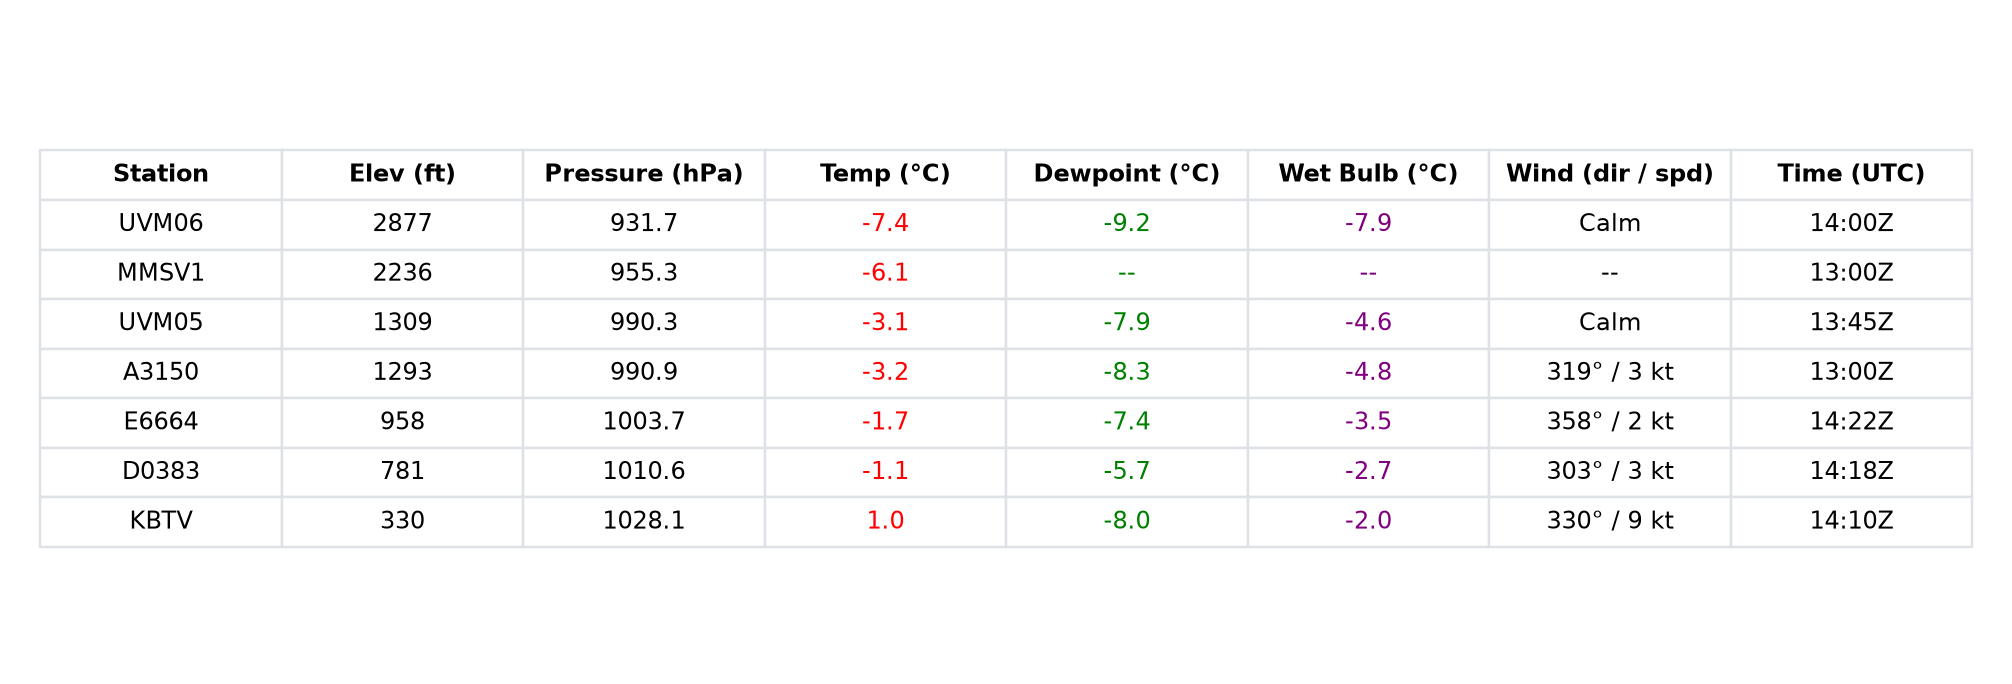 Station Elev (ft) Pressure (hPa) Temp (°C) Dewpoint (°C) Wet Bulb (°C) Wind (dir / spd) Time (UTC)
UVM06 2877 931.7 -7.4 -9.2 -7.9 Calm 14:00Z
MMSV1 2236 955.3 -6.1 -- -- -- 13:00Z
UVM05 1309 990.3 -3.1 -7.9 -4.6 Calm 13:45Z
A3150 1293 990.9 -3.2 -8.3 -4.8 319° / 3 kt 13:00Z
E6664 958 1003.7 -1.7 -7.4 -3.5 358° / 2 kt 14:22Z
D0383 781 1010.6 -1.1 -5.7 -2.7 303° / 3 kt 14:18Z
KBTV 330 1028.1 1.0 -8.0 -2.0 330° / 9 kt 14:10Z